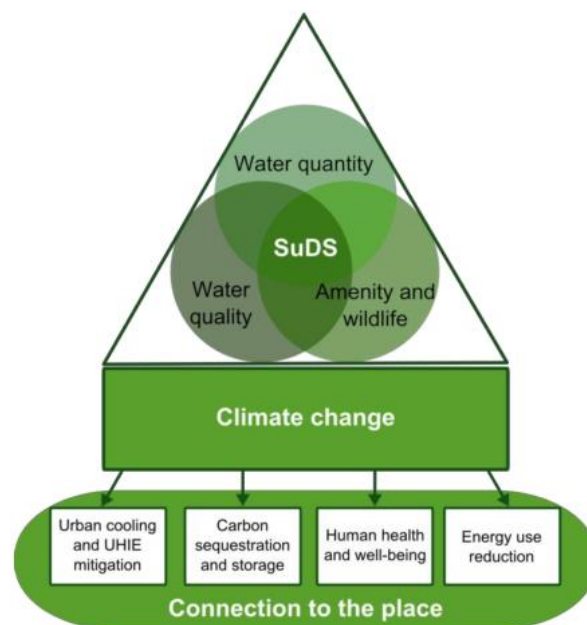 Water quantity
SuDS
Water
quality
Amenity and
wildlife
Climate change
Urban cooling
and UHIE
mitigation
Carbon
sequestration
and storage
Human health
and well-being
Energy use
reduction
Connection to the place